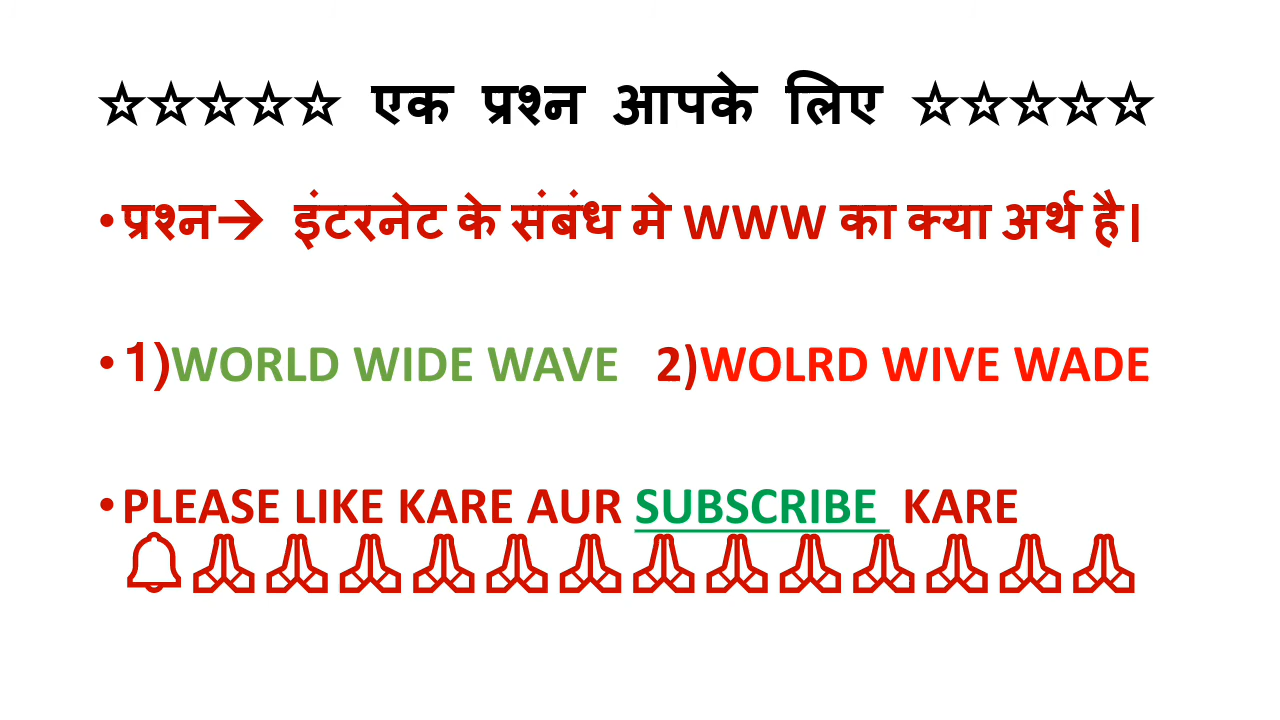 ☆☆☆☆☆ एक प्रश्न आपके लिए ☆☆☆☆☆
•प्रश्न→ इंटरनेट के संबंध मे WWW का क्या अर्थ है।
•1)WORLD WIDE WAVE 2)WOLRD WIVE WADE
•PLEASE LIKE KARE AUR SUBSCRIBE KARE
🔔🙏🙏🙏🙏🙏🙏🙏🙏🙏🙏🙏🙏🙏